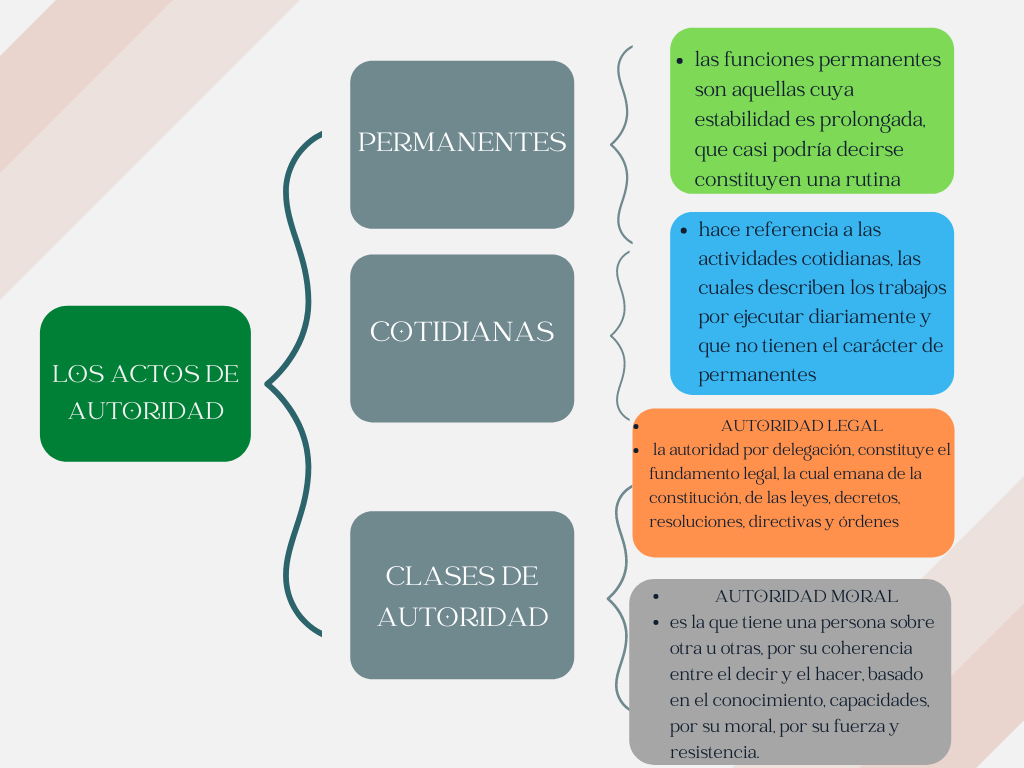 LOS ACTOS DE
AUTORIDAD
PERMANENTES
• las funciones permanentes
son aquellas cuya
estabilidad es prolongada,
que casi podría decirse
constituyen una rutina
COTIDIANAS
• hace referencia a las
actividades cotidianas, las
cuales describen los trabajos
por ejecutar diariamente y
que no tienen el carácter de
permanentes
CLASES DE
AUTORIDAD
• AUTORIDAD LEGAL
• la autoridad por delegación, constituye el
fundamento legal, la cual emana de la
constitución, de las leyes, decretos,
resoluciones, directivas y órdenes
• AUTORIDAD MORAL
• es la que tiene una persona sobre
otra u otras, por su coherencia
entre el decir y el hacer, basado
en el conocimiento, capacidades,
por su moral, por su fuerza y
resistencia.